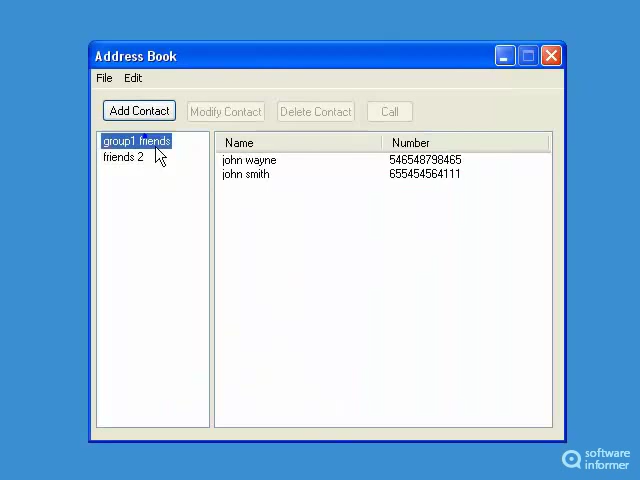 Address Book
File Edit
Add Contact Modify Contact Delete Contact Call
group1 friends
friends 2
Name Number
john wayne 546548798465
john smith 655454564111
software
informer